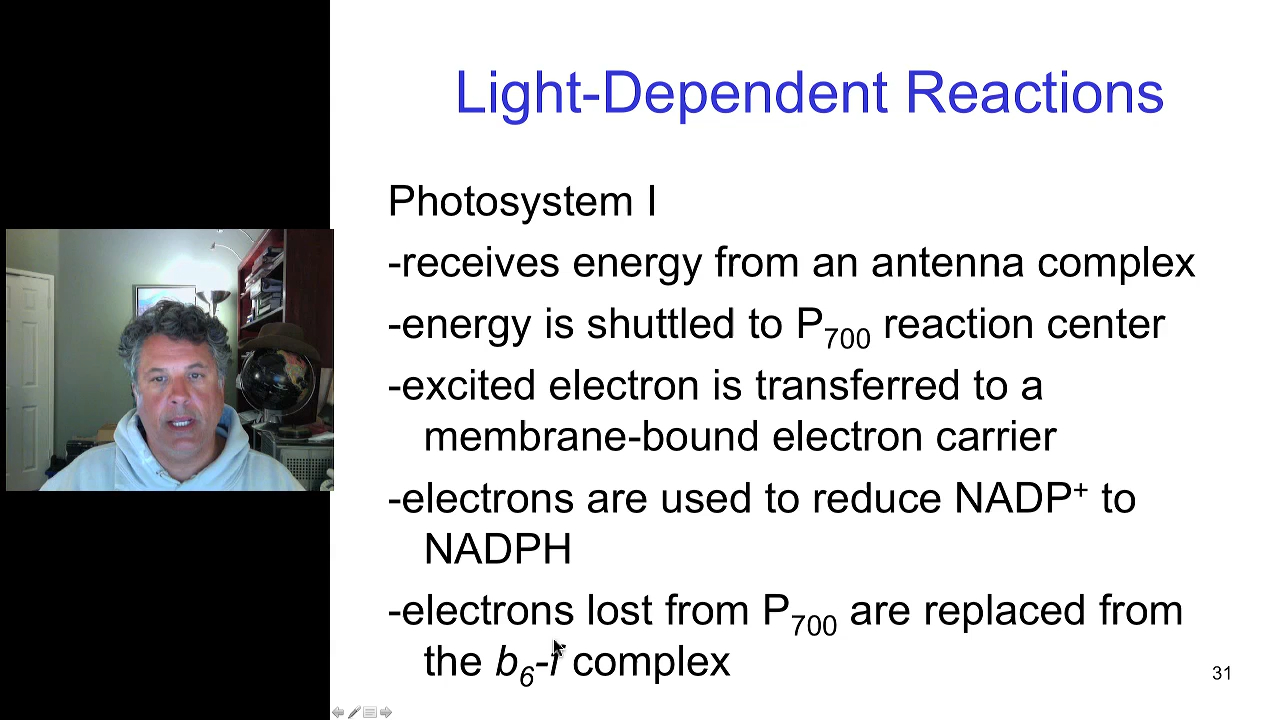 Light-Dependent Reactions
Photosystem I
-receives energy from an antenna complex
-energy is shuttled to P₇₀₀ reaction center
-excited electron is transferred to a
membrane-bound electron carrier
-electrons are used to reduce NADP⁺ to
NADPH
-electrons lost from P₇₀₀ are replaced from
the b₆-f complex
31